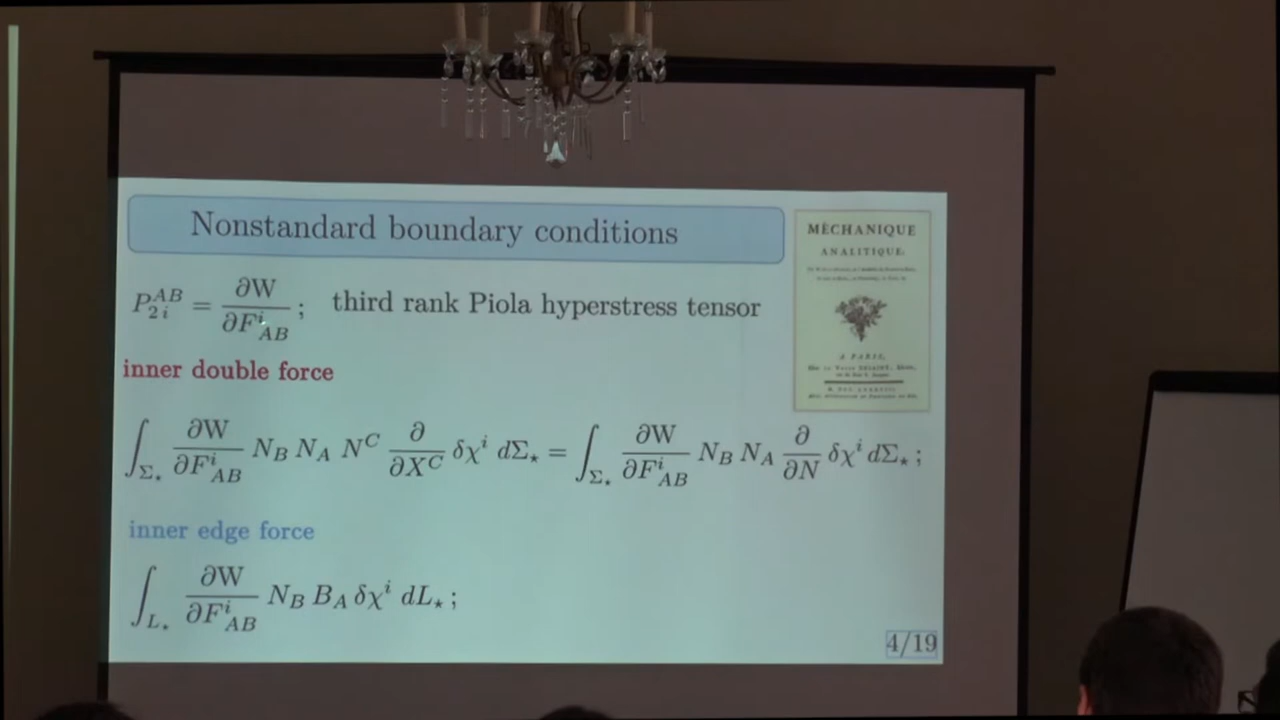 Nonstandard boundary conditions
MÉCHANIQUE
ANALITIQUE;
A PARIS,
P_{2i}^{AB} = ∂W/∂F^i_{AB} ; third rank Piola hyperstress tensor
inner double force
∫_{Σ⋆} ∂W/∂F^i_{AB} N_B N_A N^C ∂/∂X^C δχ^i dΣ⋆ = ∫_{Σ⋆} ∂W/∂F^i_{AB} N_B N_A ∂/∂N δχ^i dΣ⋆ ;
inner edge force
∫_{L⋆} ∂W/∂F^i_{AB} N_B B_A δχ^i dL⋆ ;
4/19